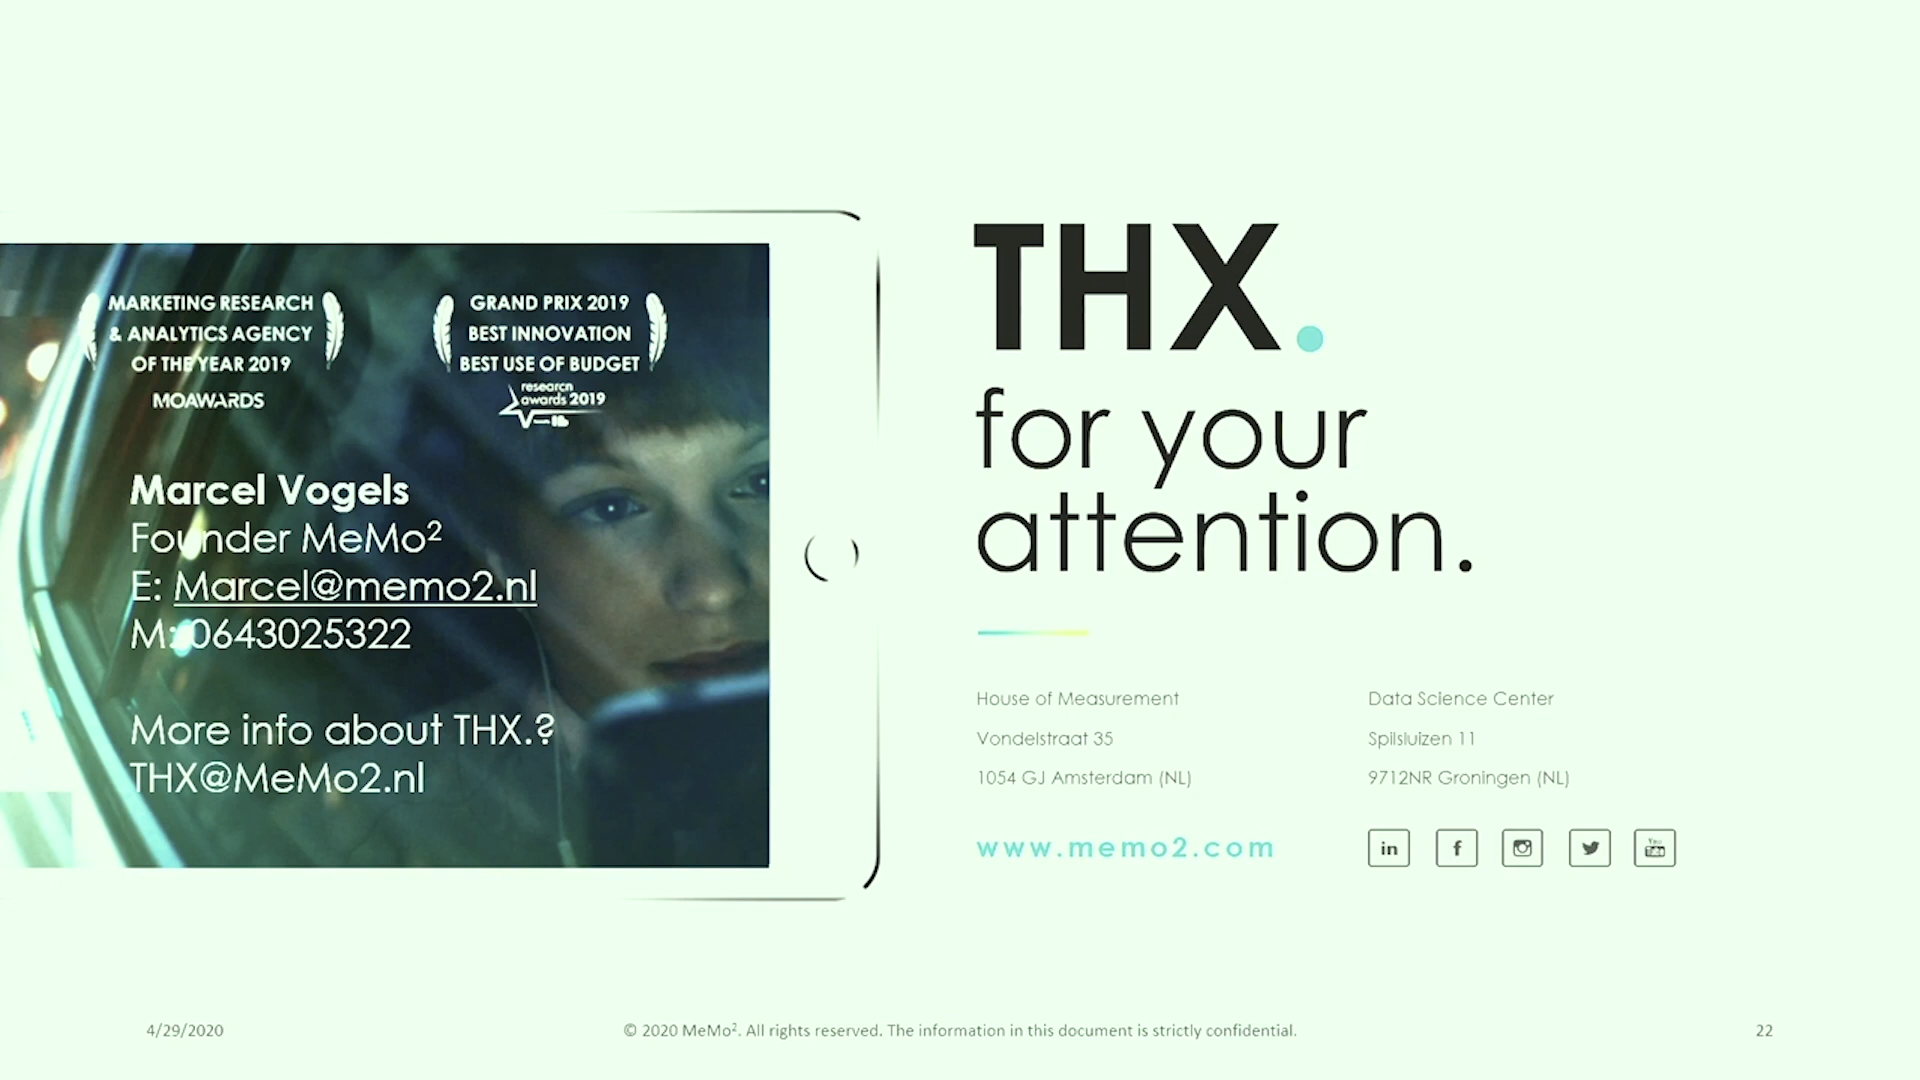 MARKETING RESEARCH
& ANALYTICS AGENCY
OF THE YEAR 2019
MOAWARDS
GRAND PRIX 2019
BEST INNOVATION
BEST USE OF BUDGET
research
awards 2019
Marcel Vogels
Founder MeMo²
E: Marcel@memo2.nl
M: 0643025322
More info about THX.?
THX@MeMo2.nl
THX.
for your
attention.
House of Measurement
Vondelstraat 35
1054 GJ Amsterdam (NL)
Data Science Center
Spilsluizen 11
9712NR Groningen (NL)
www.memo2.com
in f You
4/29/2020
© 2020 MeMo². All rights reserved. The information in this document is strictly confidential.
22